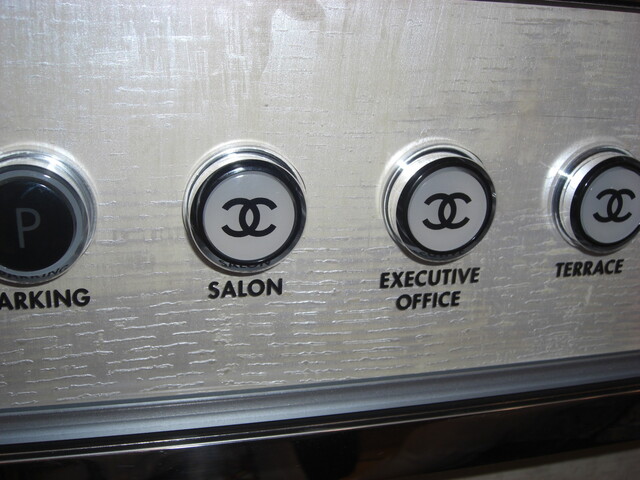 P
ARKING
SALON
EXECUTIVE
OFFICE
TERRACE